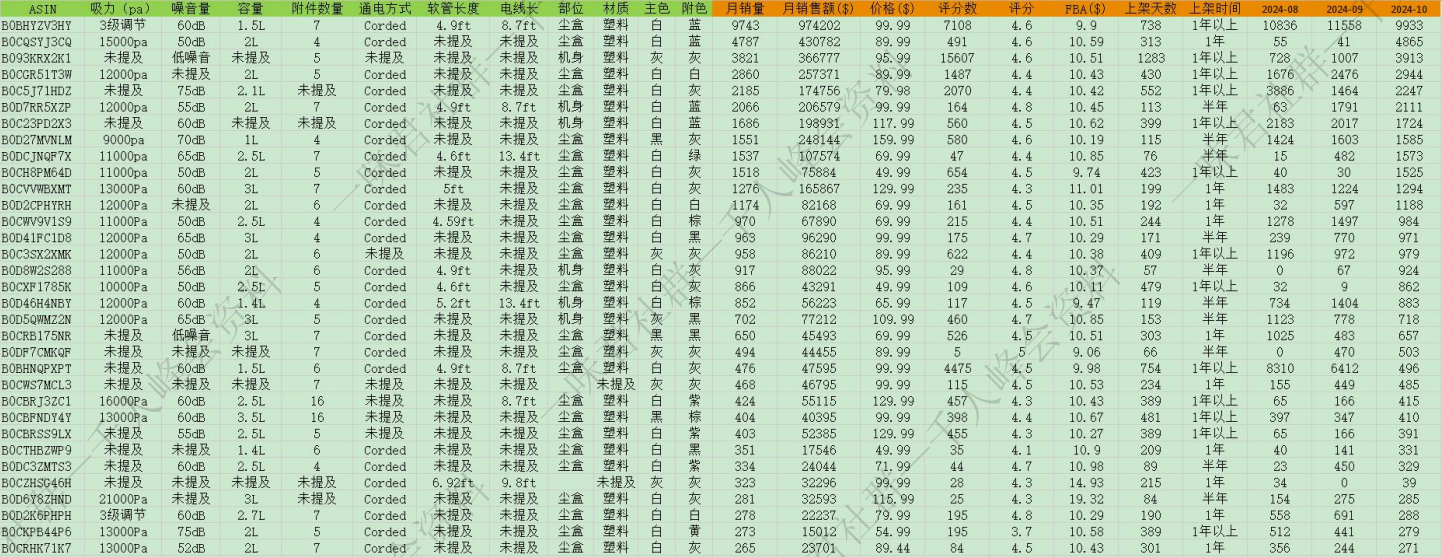 ASIN 吸力（pa） 噪音量 容量 附件数量 通电方式 软管长度 电线长 部位 材质 主色 附色 月销量 月销售额($) 价格($) 评分数 评分 FBA($) 上架天数 上架时间 2024-08 2024-09 2024-10
B0BHYZV3HY 3级调节 60dB 1.5L 7 Corded 4.9ft 8.7ft 尘盒 塑料 白 蓝 9743 974202 99.99 7108 4.6 9.9 738 1年以上 10836 11558 9933
B0CQSYJ3CQ 15000pa 50dB 2L 4 Corded 未提及 未提及 尘盒 塑料 白 蓝 4787 430782 89.99 491 4.6 10.59 313 1年 55 41 4865
B093KRX2K1 未提及 低噪音 未提及 5 未提及 未提及 未提及 机身 塑料 灰 灰 3821 366777 95.99 15607 4.6 10.51 1283 1年以上 728 1007 3913
B0CGR51T3W 12000pa 未提及 2L 5 Corded 未提及 未提及 尘盒 塑料 白 白 2860 257371 89.99 1487 4.4 10.43 430 1年以上 1676 2476 2944
B0C5J71HDZ 未提及 75dB 2.1L 未提及 Corded 未提及 未提及 尘盒 塑料 白 灰 2185 174756 79.98 2070 4.4 10.42 552 1年以上 3886 1464 2247
B0D7RR5XZP 12000pa 55dB 2L 7 Corded 4.9ft 8.7ft 机身 塑料 白 蓝 2066 206579 99.99 164 4.8 10.45 113 半年 63 1791 2111
B0C23PD2X3 未提及 60dB 未提及 未提及 Corded 未提及 未提及 机身 塑料 白 蓝 1686 198931 117.99 560 4.5 10.62 399 1年以上 2183 2017 1724
B0D27MVNLM 9000pa 70dB 1L 4 Corded 未提及 未提及 尘盒 塑料 黑 灰 1551 248144 159.99 580 4.6 10.19 115 半年 1424 1603 1585
B0DCJNQF7X 11000pa 65dB 2.5L 7 Corded 4.6ft 13.4ft 尘盒 塑料 白 绿 1537 107574 69.99 47 4.4 10.85 76 半年 15 482 1573
B0CH8PM64D 11000pa 50dB 2L 5 Corded 未提及 未提及 尘盒 塑料 白 灰 1518 75884 49.99 654 4.5 9.74 423 1年以上 40 30 1525
B0CVVWBXMT 13000Pa 60dB 3L 7 Corded 5ft 未提及 尘盒 塑料 白 灰 1276 165867 129.99 235 4.3 11.01 199 1年 1483 1224 1294
B0D2CPHYRH 12000Pa 未提及 2L 6 Corded 未提及 未提及 尘盒 塑料 白 白 1174 82168 69.99 161 4.5 10.35 192 1年 32 597 1188
B0CWV9V1S9 11000Pa 50dB 2.5L 4 Corded 4.59ft 未提及 尘盒 塑料 白 棕 970 67890 69.99 215 4.4 10.51 244 1年 1278 1497 984
B0D41FC1D8 12000Pa 65dB 3L 4 Corded 未提及 未提及 尘盒 塑料 白 黑 963 96290 99.99 175 4.7 10.29 171 半年 239 770 971
B0C3SX2XMK 12000Pa 60dB 2L 6 未提及 未提及 未提及 尘盒 塑料 灰 灰 958 86210 89.99 622 4.4 10.38 409 1年以上 1196 972 979
B0D8W2S288 11000Pa 56dB 2L 6 Corded 4.9ft 未提及 机身 塑料 白 灰 917 88022 95.99 29 4.8 10.37 57 半年 0 67 924
B0CXF1785K 10000Pa 50dB 2.5L 5 Corded 4.6ft 未提及 尘盒 塑料 白 灰 866 43291 49.99 109 4.6 10.11 479 1年以上 32 9 862
B0D46H4NBY 12000Pa 60dB 1.4L 4 Corded 5.2ft 13.4ft 机身 塑料 白 棕 852 56223 65.99 117 4.5 9.47 119 半年 734 1404 883
B0D5QWMZ2N 12000Pa 65dB 3L 5 Corded 未提及 未提及 机身 塑料 灰 黑 702 77212 109.99 460 4.7 10.85 153 半年 1123 778 718
B0CRB175NR 未提及 低噪音 3L 7 Corded 未提及 未提及 尘盒 塑料 黑 黑 650 45493 69.99 526 4.5 10.51 303 1年 1025 483 657
B0DF7CMKQF 未提及 未提及 未提及 7 Corded 未提及 未提及 尘盒 塑料 灰 灰 494 44455 89.99 5 5 9.06 66 半年 0 470 503
B0BHNQPXPT 未提及 60dB 1.5L 6 Corded 4.9ft 8.7ft 尘盒 塑料 白 灰 476 47595 99.99 4475 4.5 9.98 754 1年以上 8310 6412 496
B0CWS7MCL3 未提及 未提及 未提及 7 未提及 未提及 未提及 未提及 灰 灰 468 46795 99.99 115 4.5 10.53 234 1年 155 449 485
B0CBRJ3ZC1 16000pa 60dB 2.5L 16 未提及 未提及 8.7ft 尘盒 塑料 白 紫 424 55115 129.99 457 4.3 10.43 389 1年以上 65 166 415
B0CBFNDY4Y 13000Pa 60dB 3.5L 16 未提及 未提及 未提及 尘盒 塑料 黑 棕 404 40395 99.99 398 4.4 10.67 481 1年以上 397 347 410
B0CBRSS9LX 未提及 55dB 2.5L 5 未提及 未提及 未提及 尘盒 塑料 白 紫 403 52385 129.99 455 4.3 10.27 389 1年以上 65 166 391
B0CTHBZWP9 未提及 未提及 1.4L 6 Corded 未提及 未提及 尘盒 塑料 白 黑 351 17546 49.99 35 4.1 10.9 209 1年 40 141 331
B0DC3ZMTS3 未提及 60dB 2.5L 4 Corded 未提及 未提及 尘盒 塑料 白 紫 334 24044 71.99 44 4.7 10.98 89 半年 23 450 329
B0CZHSG46H 未提及 未提及 未提及 未提及 Corded 6.92ft 9.8ft 未提及 灰 灰 323 32296 99.99 28 4.3 14.93 215 1年 34 0 39
B0D6Y8ZHND 21000Pa 未提及 3L 未提及 Corded 未提及 未提及 尘盒 塑料 白 灰 281 32593 115.99 25 4.3 19.32 84 半年 154 275 285
B0D2K6PHPH 3级调节 60dB 2.7L 7 Corded 未提及 未提及 尘盒 塑料 白 白 278 22237 79.99 195 4.8 10.29 190 1年 558 691 288
B0CKPB44P6 13000Pa 未提及 2L 5 Corded 未提及 未提及 尘盒 塑料 白 黄 273 15012 54.99 195 3.7 10.58 389 1年以上 512 441 279
B0CRHK71K7 13000Pa 52dB 2L 7 Corded 未提及 未提及 尘盒 塑料 白 灰 265 23701 89.44 84 4.5 10.43 301 1年 356 244 271